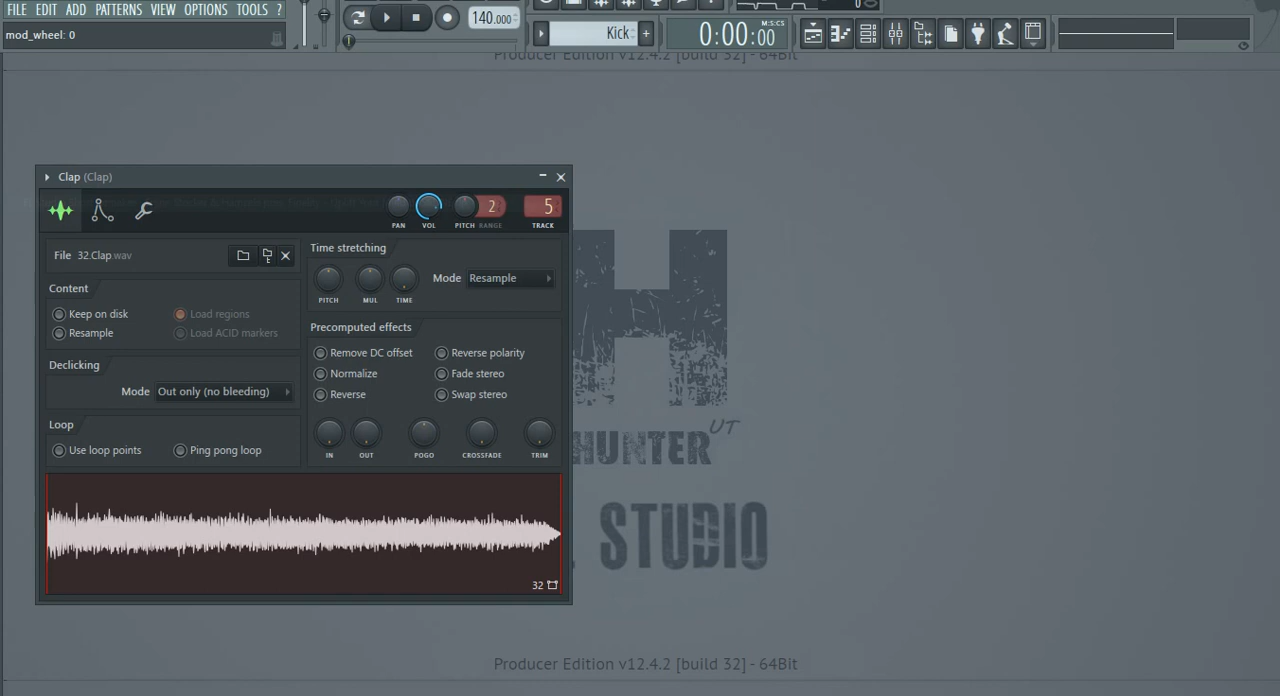 FILE EDIT ADD PATTERNS VIEW OPTIONS TOOLS ?
140.000
mod_wheel: 0
Kick
+
M:S:CS
0:00:00
Producer Edition v12.4.2 [build 32] - 64Bit
Clap (Clap)
2
5
PAN VOL PITCH RANGE TRACK
File 32.Clap.wav
Content
Keep on disk
Load regions
Resample
Load ACID markers
Declicking
Mode Out only (no bleeding)
Loop
Use loop points
Ping pong loop
Time stretching
PITCH MUL TIME
Mode Resample
Precomputed effects
Remove DC offset
Reverse polarity
Normalize
Fade stereo
Reverse
Swap stereo
IN OUT POGO CROSSFADE TRIM
32
H
HUNTER UT
STUDIO
Producer Edition v12.4.2 [build 32] - 64Bit